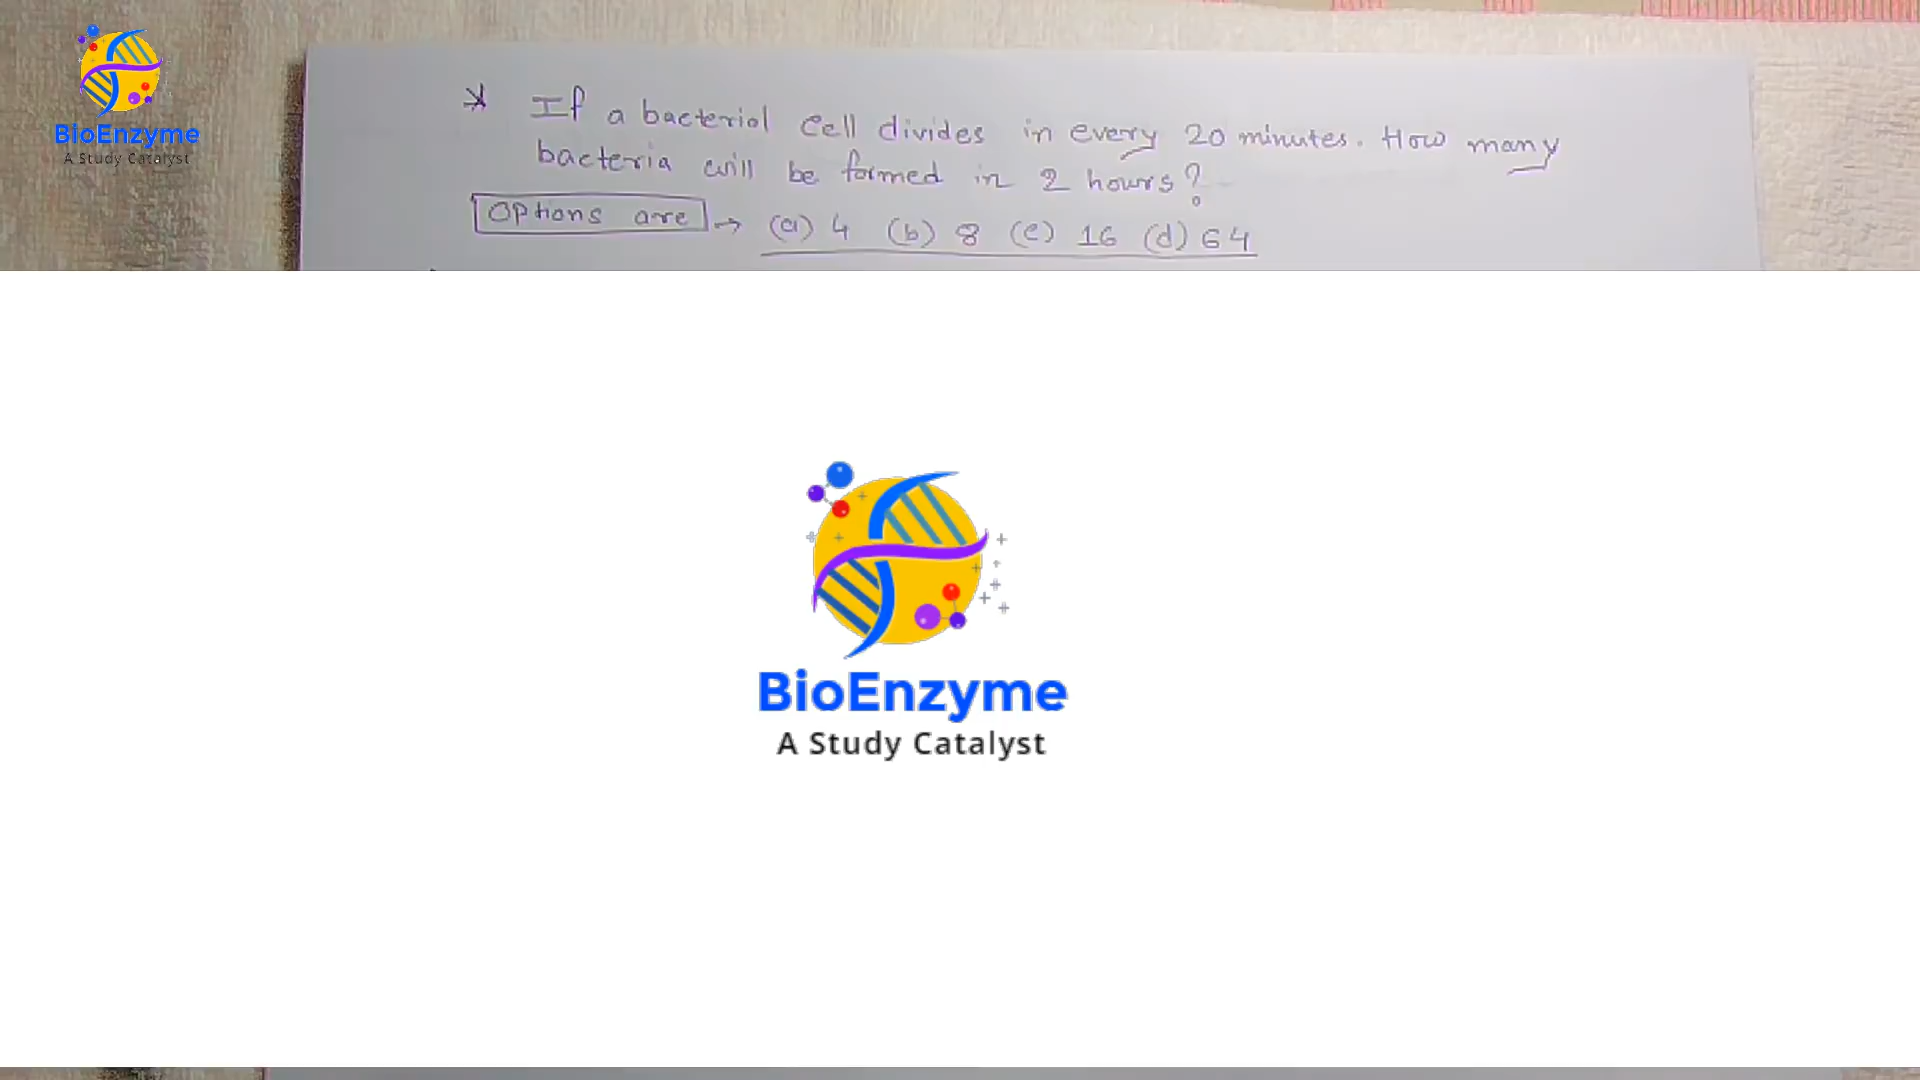 BioEnzyme
A Study Catalyst
* If a bacterial cell divides in every 20 minutes. How many
bacteria will be formed in 2 hours?
Options are → (a) 4 (b) 8 (c) 16 (d) 64
BioEnzyme
A Study Catalyst